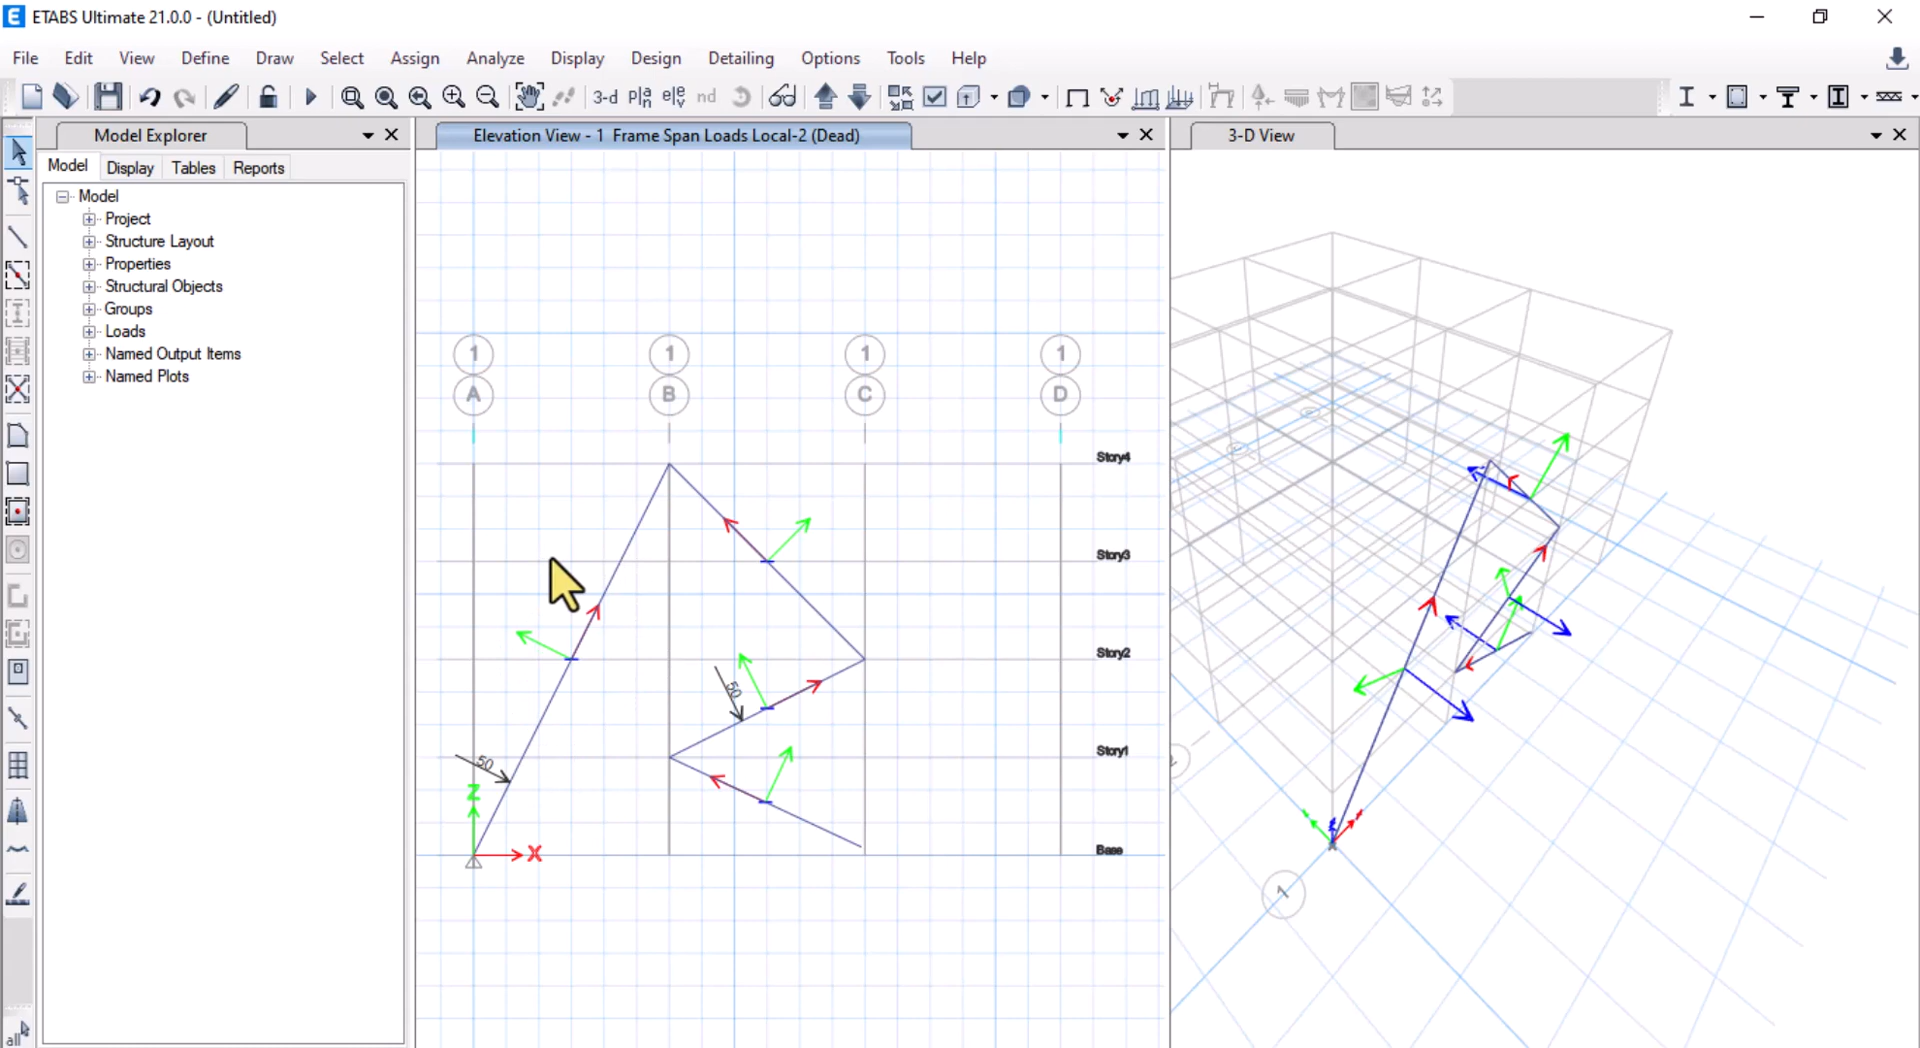 ETABS Ultimate 21.0.0 - (Untitled)
File Edit View Define Draw Select Assign Analyze Display Design Detailing Options Tools Help
3-d pla elev nd
Model Explorer
Elevation View - 1 Frame Span Loads Local-2 (Dead)
3-D View
Model Display Tables Reports
Model
Project
Structure Layout
Properties
Structural Objects
Groups
Loads
Named Output Items
Named Plots
1 1 1 1
A B C D
Story4
Story3
Story2
50
Story1
50
Z
Base
X
all